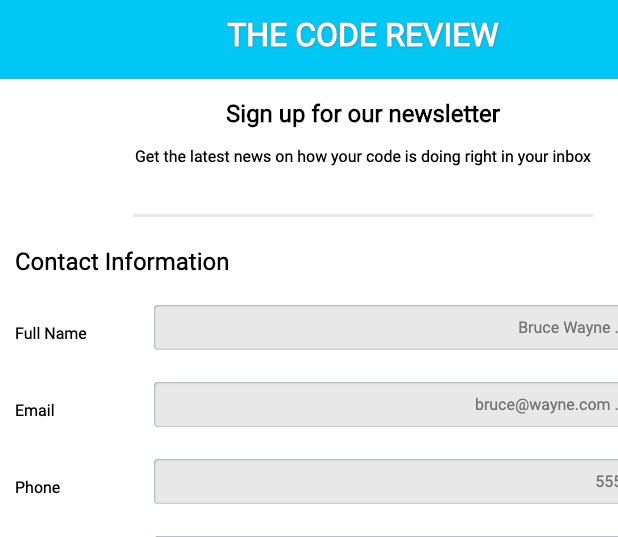 THE CODE REVIEW
Sign up for our newsletter
Get the latest news on how your code is doing right in your inbox
Contact Information
Full Name
Bruce Wayne .
Email
bruce@wayne.com .
Phone
555